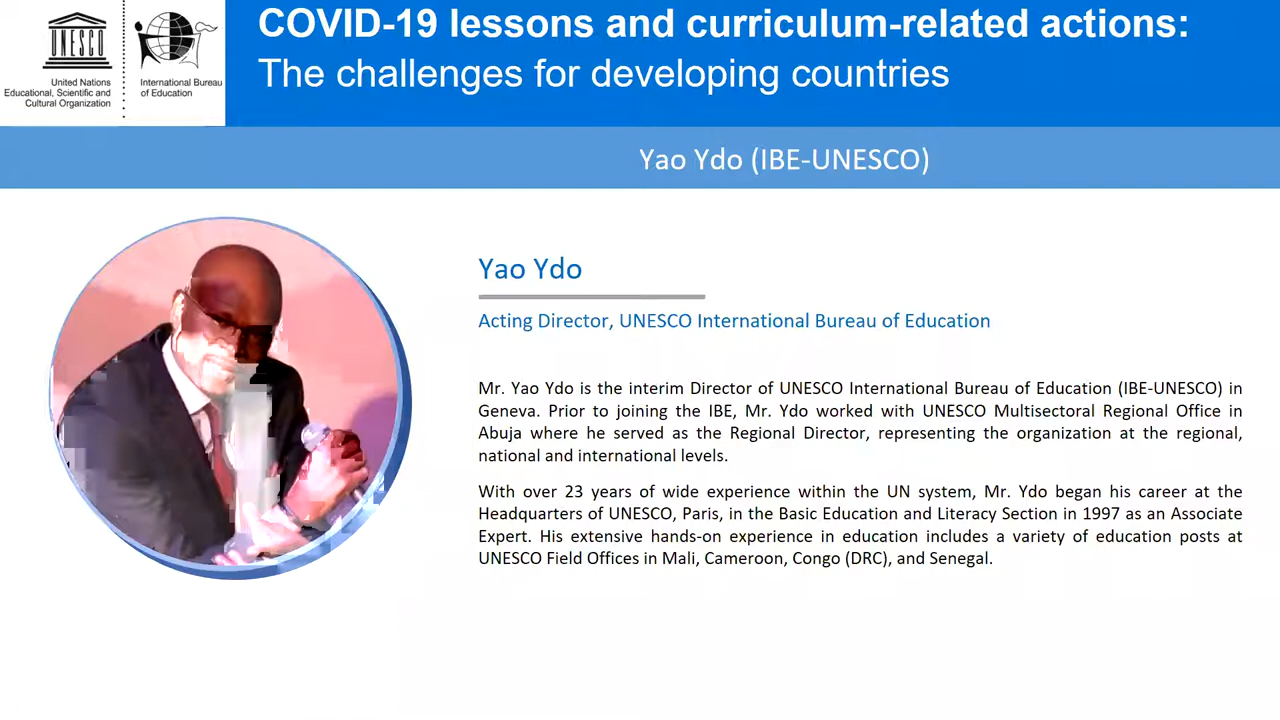 UNESCO
United Nations
Educational, Scientific and
Cultural Organization
International Bureau
of Education
COVID-19 lessons and curriculum-related actions:
The challenges for developing countries
Yao Ydo (IBE-UNESCO)
Yao Ydo
Acting Director, UNESCO International Bureau of Education
Mr. Yao Ydo is the interim Director of UNESCO International Bureau of Education (IBE-UNESCO) in
Geneva. Prior to joining the IBE, Mr. Ydo worked with UNESCO Multisectoral Regional Office in
Abuja where he served as the Regional Director, representing the organization at the regional,
national and international levels.
With over 23 years of wide experience within the UN system, Mr. Ydo began his career at the
Headquarters of UNESCO, Paris, in the Basic Education and Literacy Section in 1997 as an Associate
Expert. His extensive hands-on experience in education includes a variety of education posts at
UNESCO Field Offices in Mali, Cameroon, Congo (DRC), and Senegal.